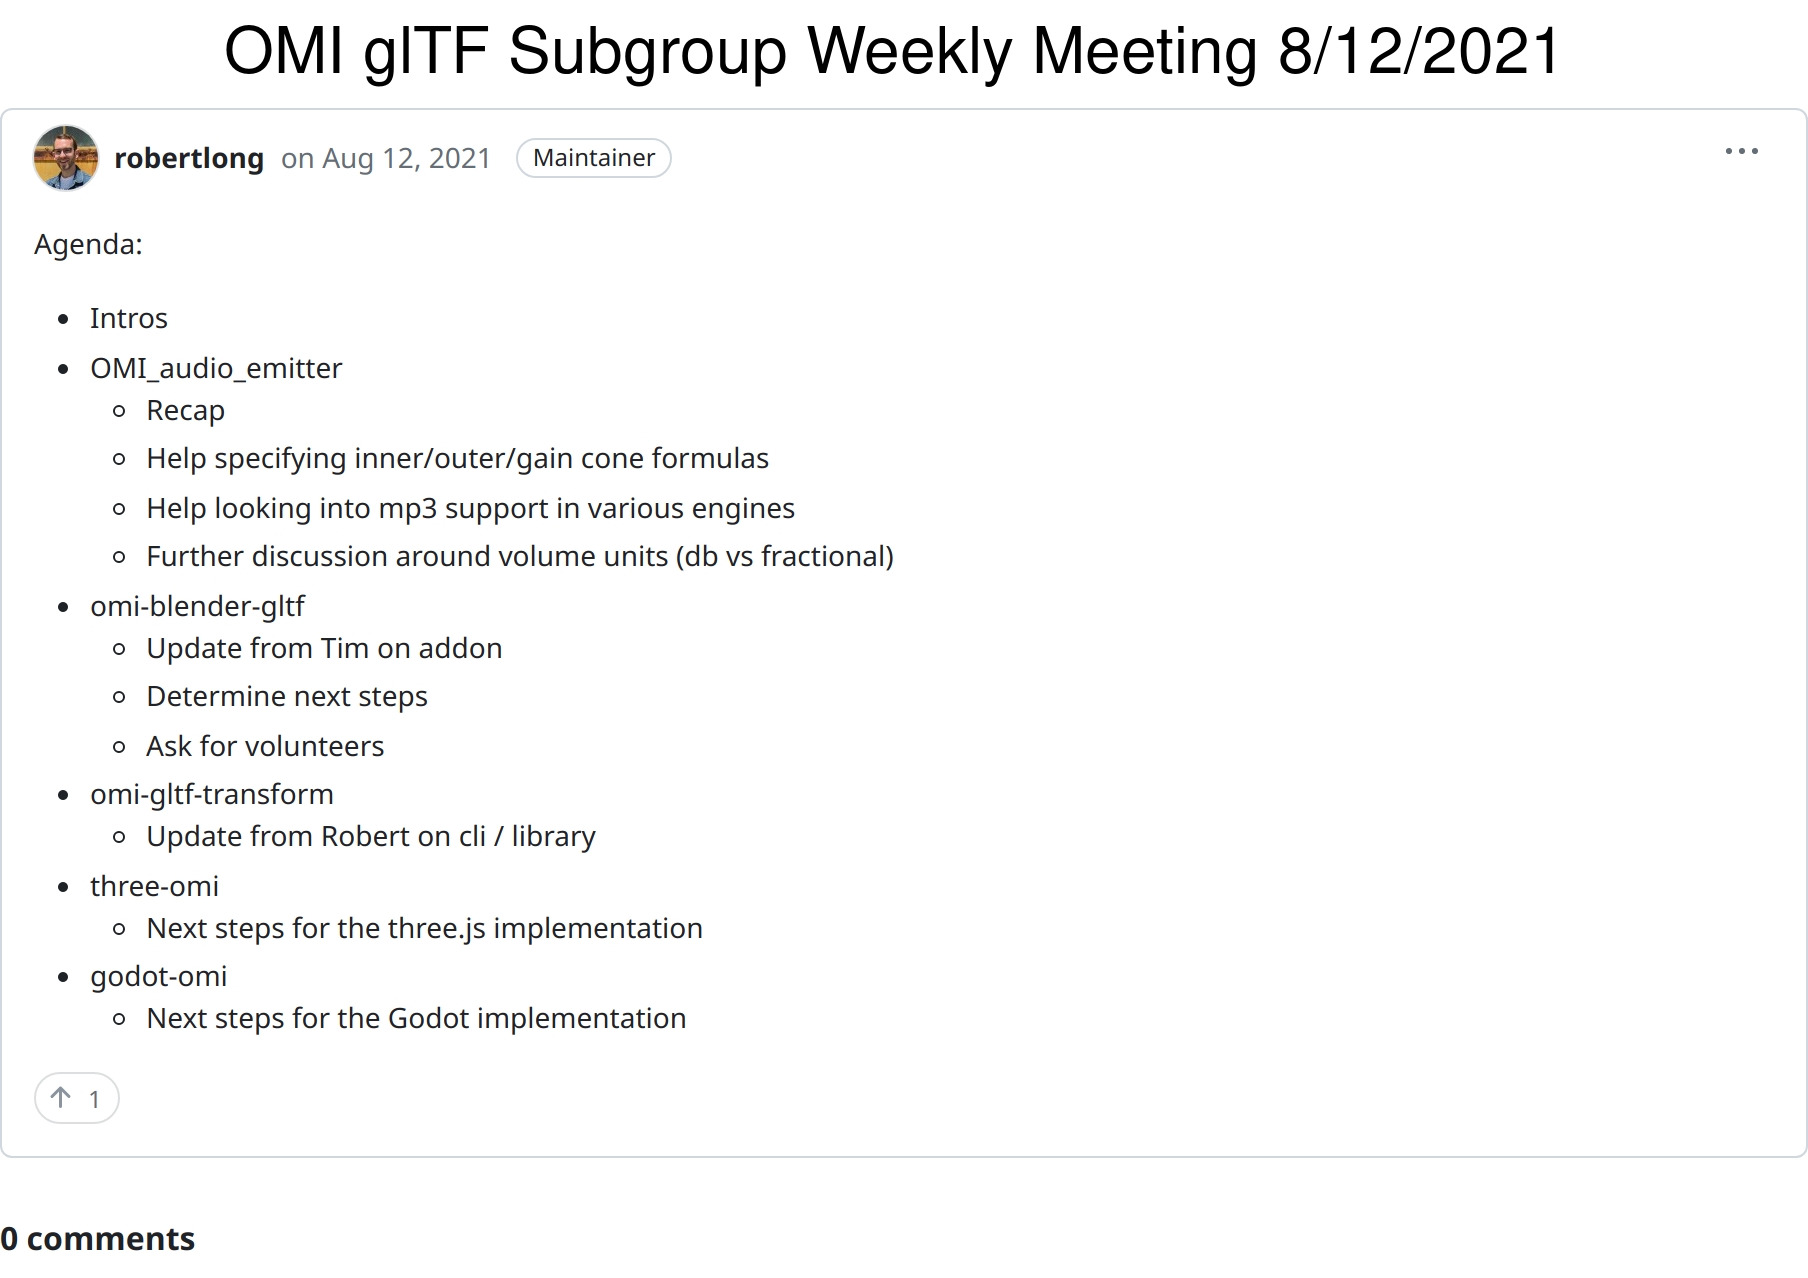 OMI glTF Subgroup Weekly Meeting 8/12/2021
robertlong on Aug 12, 2021 Maintainer
Agenda:
Intros
OMI_audio_emitter
Recap
Help specifying inner/outer/gain cone formulas
Help looking into mp3 support in various engines
Further discussion around volume units (db vs fractional)
omi-blender-gltf
Update from Tim on addon
Determine next steps
Ask for volunteers
omi-gltf-transform
Update from Robert on cli / library
three-omi
Next steps for the three.js implementation
godot-omi
Next steps for the Godot implementation
1
0 comments